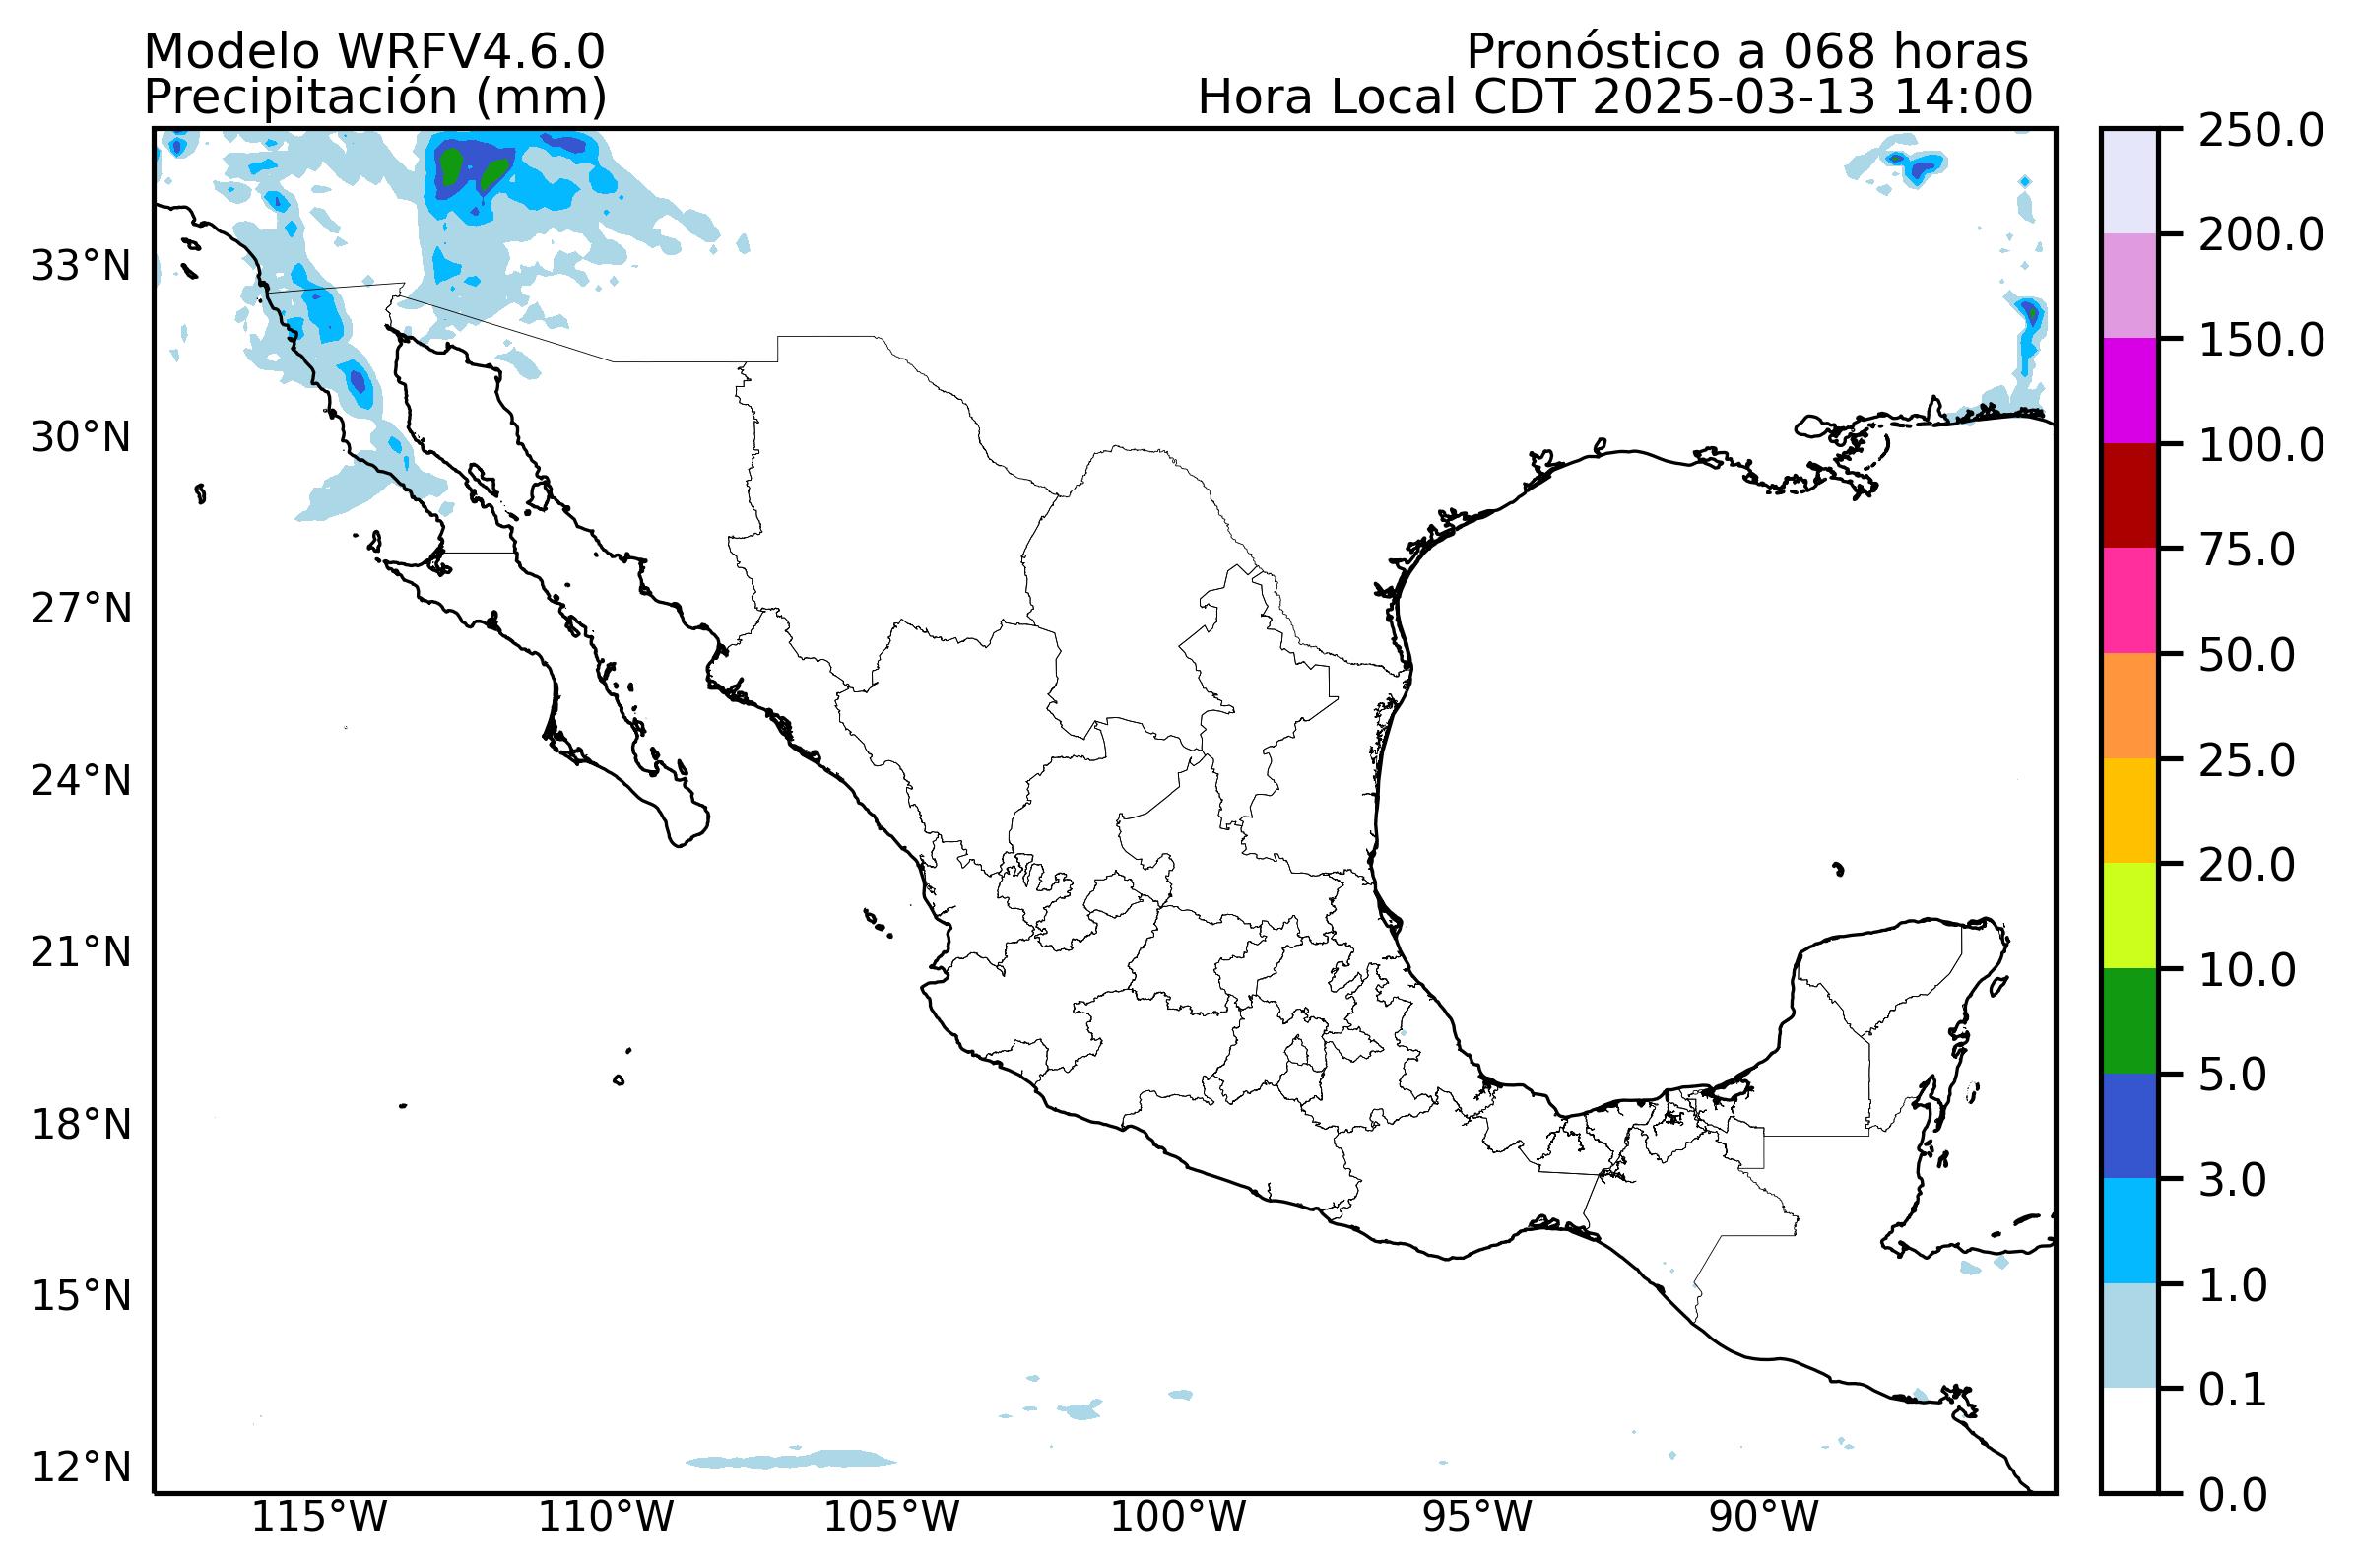 Modelo WRFV4.6.0
Pronóstico a 068 horas
Precipitación (mm)
Hora Local CDT 2025-03-13 14:00
33°N
30°N
27°N
24°N
21°N
18°N
15°N
12°N
115°W
110°W
105°W
100°W
95°W
90°W
250.0
200.0
150.0
100.0
75.0
50.0
25.0
20.0
10.0
5.0
3.0
1.0
0.1
0.0